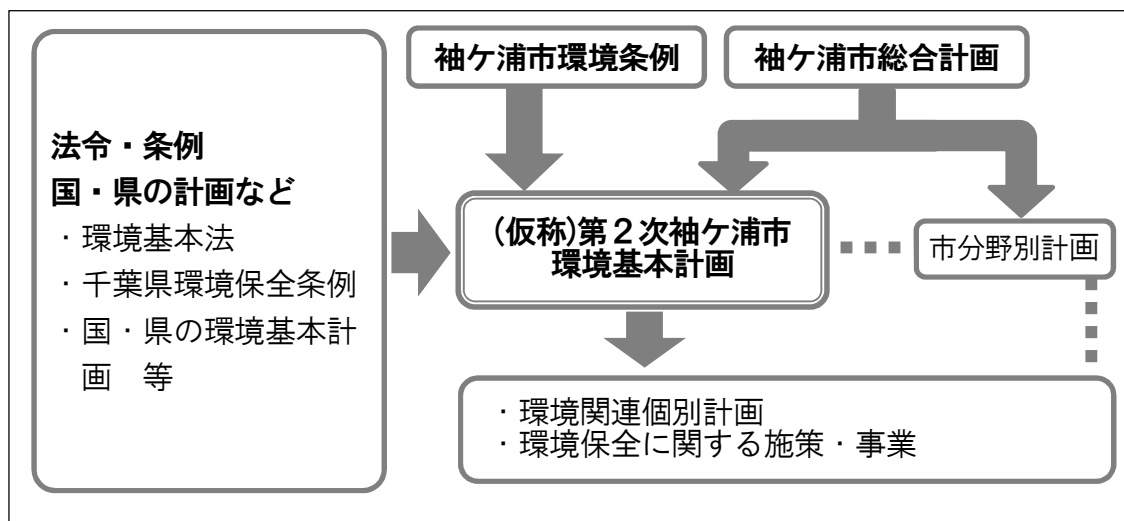 袖ケ浦市環境条例
袖ケ浦市総合計画
法令・条例
国・県の計画など
・環境基本法
・千葉県環境保全条例
・国・県の環境基本計
画　等
(仮称)第２次袖ケ浦市
環境基本計画
市分野別計画
・環境関連個別計画
・環境保全に関する施策・事業